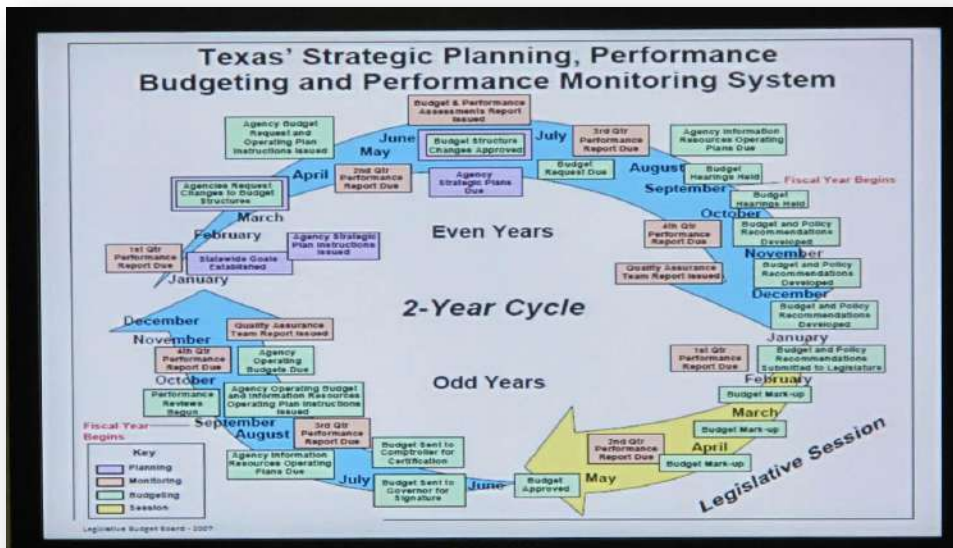 Texas' Strategic Planning, Performance
Budgeting and Performance Monitoring System
Budget & Performance
Assessments Report
Issued
Agency Budget
Request and
Operating Plan
Instructions Issued
June
May
Budget Structure
Changes Approved
July
3rd Qtr
Performance
Report Due
Agency Information
Resources Operating
Plans Due
Agencies Request
Changes to Budget
Structures
April
2nd Qtr
Performance
Report Due
Agency
Strategic Plans
Due
Budget
Request Due
August
Budget
Hearings Held
September
Fiscal Year Begins
Budget
Hearings Held
March
October
February
Agency Strategic
Plan Instructions
Issued
Even Years
4th Qtr
Performance
Report Due
Budget and Policy
Recommendations
Developed
1st Qtr
Performance
Report Due
Statewide Goals
Established
November
Quality Assurance
Team Report Issued
Budget and Policy
Recommendations
Developed
January
December
2-Year Cycle
Budget and Policy
Recommendations
Developed
December
Quality Assurance
Team Report Issued
January
November
4th Qtr
Performance
Report Due
Agency
Operating
Budgets Due
1st Qtr
Performance
Report Due
Budget and Policy
Recommendations
Submitted to Legislature
October
Odd Years
February
Performance
Reviews
Begun
Agency Operating Budget
and Information Resources
Operating Plan Instructions
Issued
Budget Mark-up
March
Fiscal Year
Begins
September
August
3rd Qtr
Performance
Report Due
Budget Mark-up
2nd Qtr
Performance
Report Due
April
Budget Mark-up
Legislative Session
Key
Planning
Monitoring
Budgeting
Session
Agency Information
Resources Operating
Plans Due
Budget Sent to
Comptroller for
Certification
July
Budget Sent to
Governor for
Signature
June
Budget
Approved
May
Legislative Budget Board - 2007